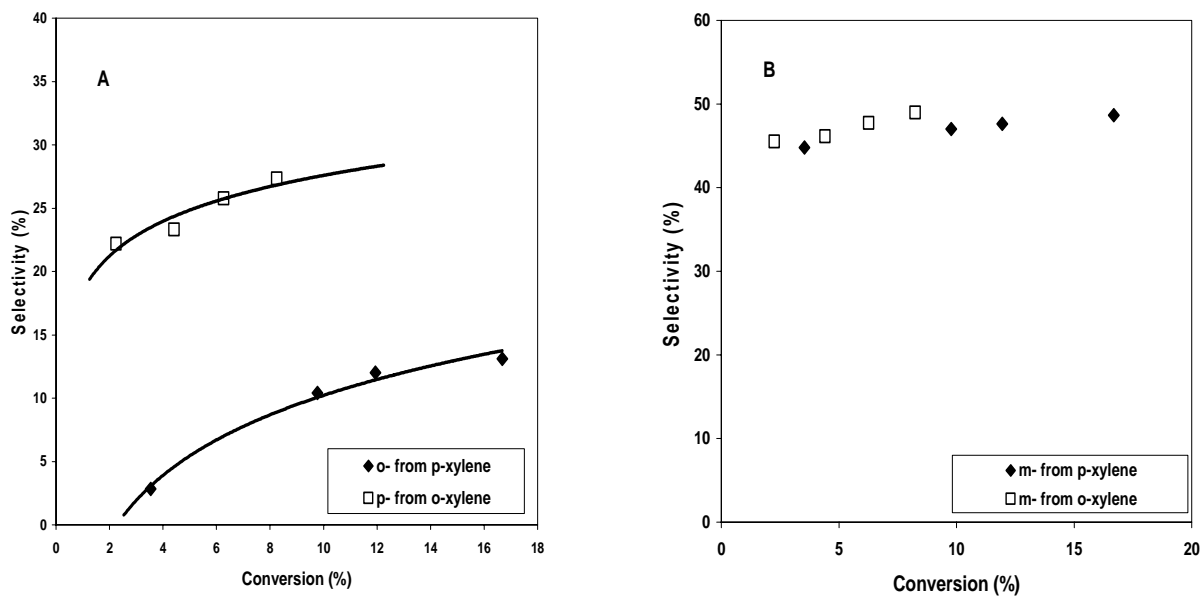 A
40
35
30
25
20
15
10
5
0
Selectivity (%)
0 2 4 6 8 10 12 14 16 18
Conversion (%)
o- from p-xylene
p- from o-xylene
B
60
50
40
30
20
10
0
Selectivity (%)
0 5 10 15 20
Conversion (%)
m- from p-xylene
m- from o-xylene